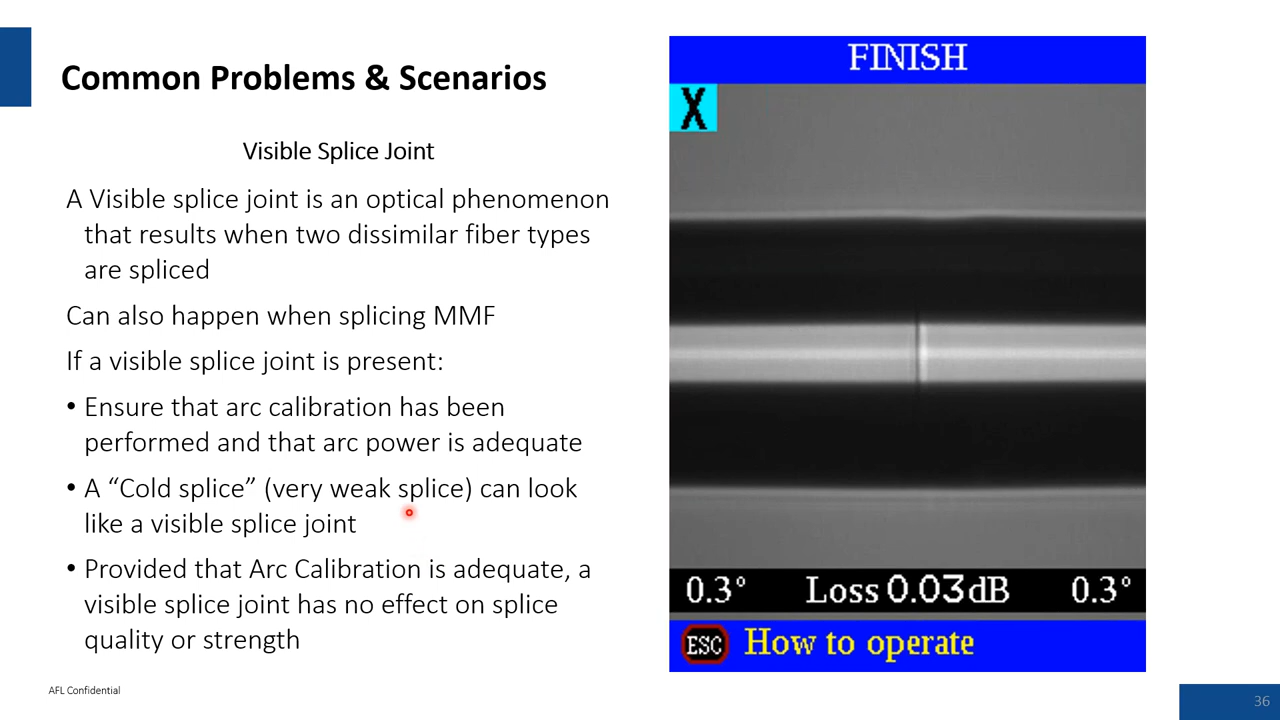 Common Problems & Scenarios
Visible Splice Joint
A Visible splice joint is an optical phenomenon
that results when two dissimilar fiber types
are spliced
Can also happen when splicing MMF
If a visible splice joint is present:
• Ensure that arc calibration has been
performed and that arc power is adequate
• A “Cold splice” (very weak splice) can look
like a visible splice joint
• Provided that Arc Calibration is adequate, a
visible splice joint has no effect on splice
quality or strength
FINISH
X
0.3° Loss 0.03dB 0.3°
ESC How to operate
AFL Confidential
36